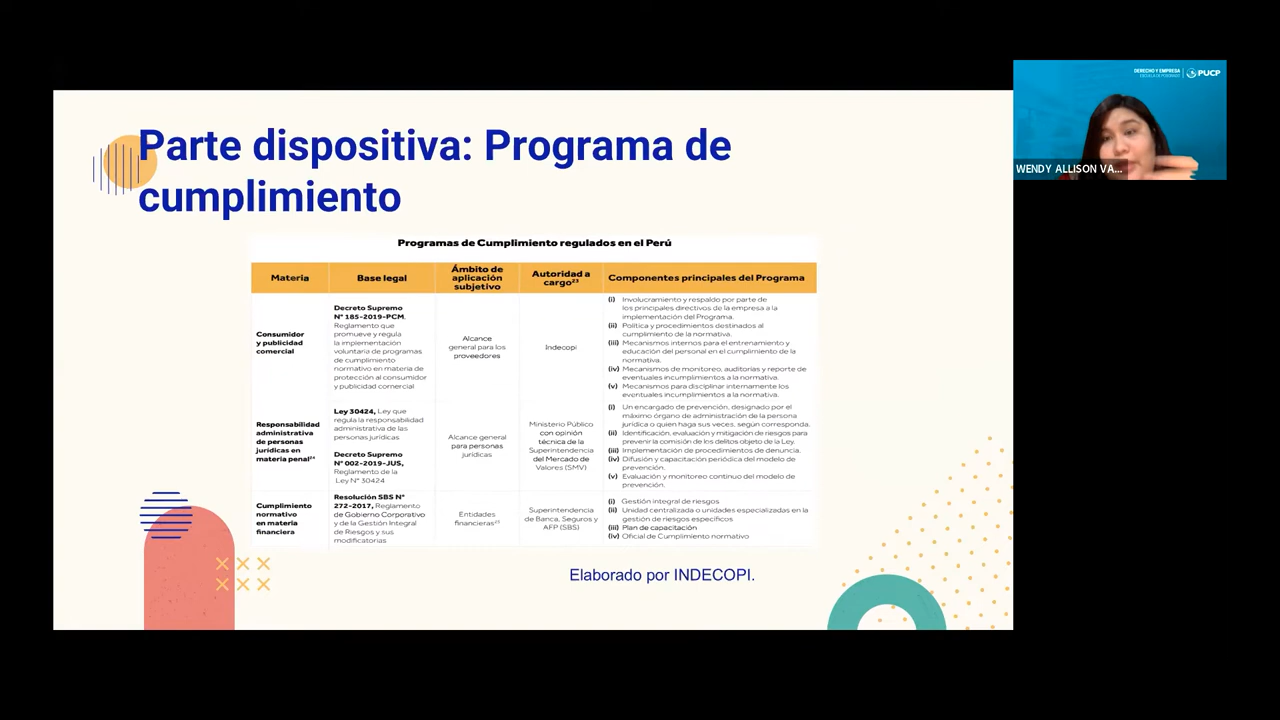 Parte dispositiva: Programa de
cumplimiento
Programas de Cumplimiento regulados en el Perú
Materia
Base legal
Ámbito de
aplicación
subjetivo
Autoridad a
cargo²³
Componentes principales del Programa
Consumidor
y publicidad
comercial
Decreto Supremo
N° 185-2019-PCM.
Reglamento que
promueve y regula
la implementación
voluntaria de programas
de cumplimiento
normativo en materia de
protección al consumidor
y publicidad comercial
Alcance
general para los
proveedores
Indecopi
(i) Involucramiento y respaldo por parte de
los principales directivos de la empresa a la
implementación del Programa.
(ii) Política y procedimientos destinados al
cumplimiento de la normativa.
(iii) Mecanismos internos para el entrenamiento y
educación del personal en el cumplimiento de la
normativa.
(iv) Mecanismos de monitoreo, auditorías y reporte de
eventuales incumplimientos a la normativa.
(v) Mecanismos para disciplinar internamente los
eventuales incumplimientos a la normativa.
Responsabilidad
administrativa
de personas
jurídicas en
materia penal²⁴
Ley 30424, Ley que
regula la responsabilidad
administrativa de las
personas jurídicas
Decreto Supremo
N° 002-2019-JUS,
Reglamento de la
Ley N° 30424
Alcance general
para personas
jurídicas
Ministerio Público
con opinión
técnica de la
Superintendencia
del Mercado de
Valores (SMV)
(i) Un encargado de prevención, designado por el
máximo órgano de administración de la persona
jurídica o quien haga sus veces, según corresponda.
(ii) Identificación, evaluación y mitigación de riesgos para
prevenir la comisión de los delitos objeto de la Ley.
(iii) Implementación de procedimientos de denuncia.
(iv) Difusión y capacitación periódica del modelo de
prevención.
(v) Evaluación y monitoreo continuo del modelo de
prevención.
Cumplimiento
normativo
en materia
financiera
Resolución SBS N°
272-2017, Reglamento
de Gobierno Corporativo
y de la Gestión Integral
de Riesgos y sus
modificatorias
Entidades
financieras²⁵
Superintendencia
de Banca, Seguros y
AFP (SBS)
(i) Gestión integral de riesgos
(ii) Unidad centralizada o unidades especializadas en la
gestión de riesgos específicos
(iii) Plan de capacitación
(iv) Oficial de Cumplimiento normativo
Elaborado por INDECOPI.
DERECHO Y EMPRESA
PUCP
WENDY ALLISON VA...